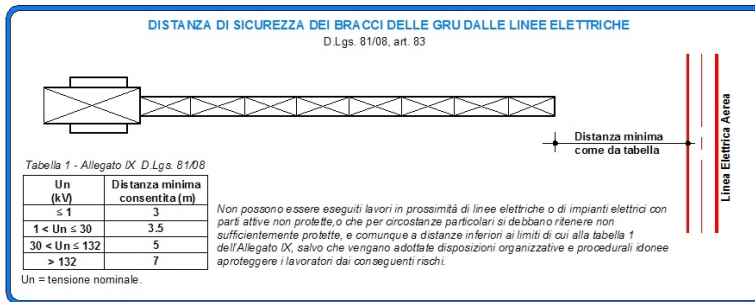 DISTANZA DI SICUREZZA DEI BRACCI DELLE GRU DALLE LINEE ELETTRICHE
D.Lgs. 81/08, art. 83
Distanza minima
come da tabella
Linea Elettrica Aerea
Tabella 1 - Allegato IX D.Lgs. 81/08
Un
(kV)
Distanza minima
consentita (m)
≤ 1
3
1 < Un ≤ 30
3.5
30 < Un ≤ 132
5
> 132
7
Un = tensione nominale.
Non possono essere eseguiti lavori in prossimità di linee elettriche o di impianti elettrici con
parti attive non protette, o che per circostanze particolari si debbano ritenere non
sufficientemente protette, e comunque a distanze inferiori ai limiti di cui alla tabella 1
dell'Allegato IX, salvo che vengano adottate disposizioni organizzative e procedurali idonee
aproteggere i lavoratori dai conseguenti rischi.